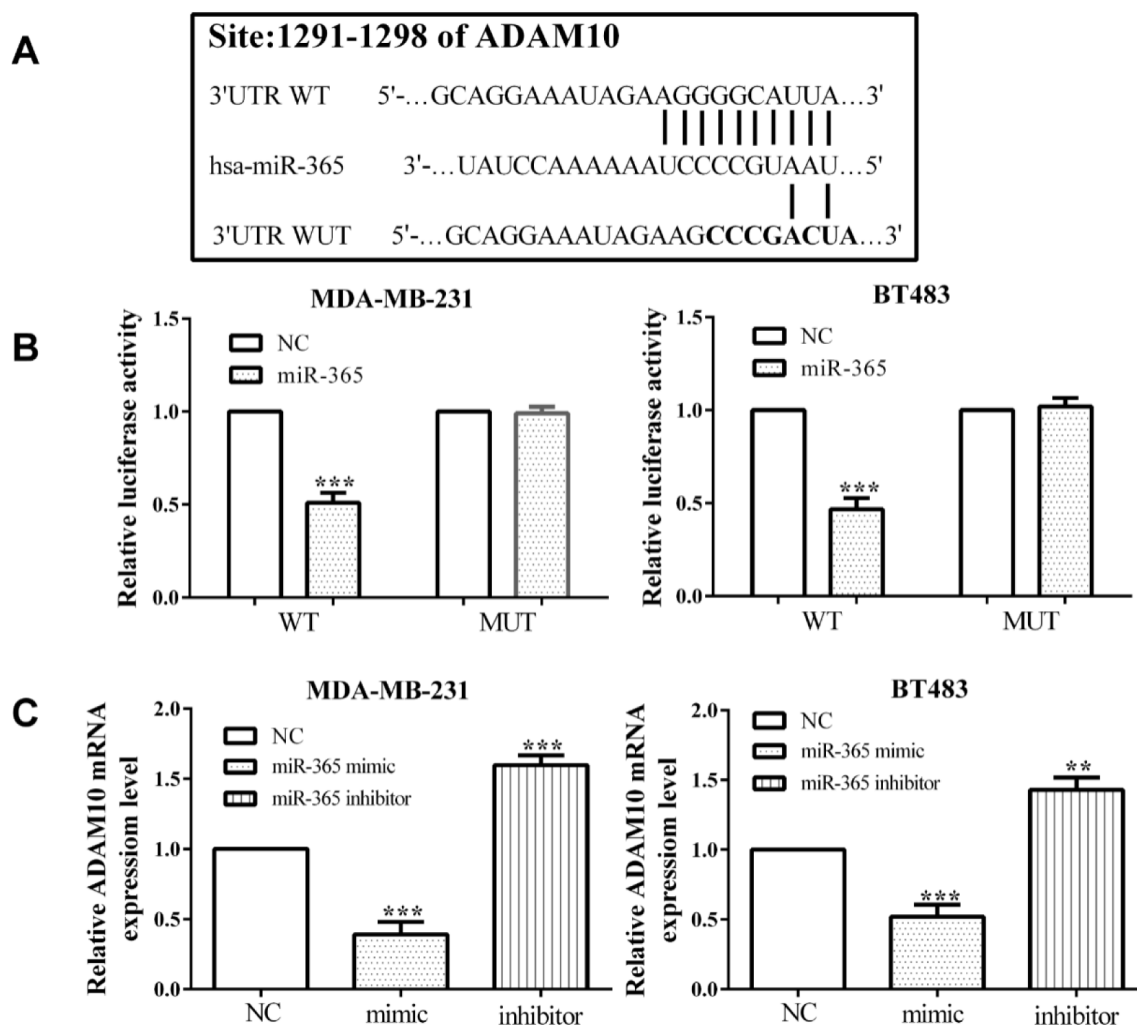 A
Site:1291-1298 of ADAM10
3'UTR WT 5'-...GCAGGAAAUAGAAGGGGCAUUA...3'
hsa-miR-365 3'-...UAUCCAAAAAAUCCCCGUAAU...5'
3'UTR WUT 5'-...GCAGGAAAUAGAAGCCCGACUA...3'
B
MDA-MB-231
Relative luciferase activity
1.5
1.0
0.5
0.0
NC
miR-365
***
WT
MUT
BT483
Relative luciferase activity
1.5
1.0
0.5
0.0
NC
miR-365
***
WT
MUT
C
MDA-MB-231
Relative ADAM10 mRNA
expressiom level
2.0
1.5
1.0
0.5
0.0
NC
miR-365 mimic
miR-365 inhibitor
***
***
NC
mimic
inhibitor
BT483
Relative ADAM10 mRNA
expressiom level
2.0
1.5
1.0
0.5
0.0
NC
miR-365 mimic
miR-365 inhibitor
***
**
NC
mimic
inhibitor